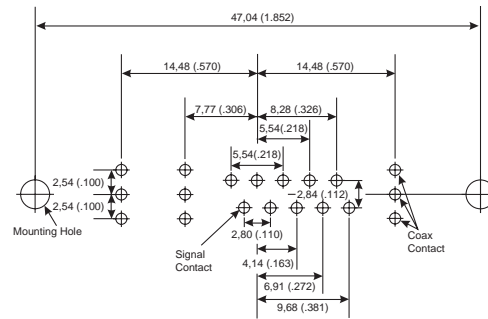 47,04 (1.852)
14,48 (.570)
14,48 (.570)
7,77 (.306)
8,28 (.326)
5,54(.218)
5,54(.218)
2,54 (.100)
2,84 (.112)
2,54 (.100)
Mounting Hole
Signal
Contact
2,80 (.110)
Coax
Contact
4,14 (.163)
6,91 (.272)
9,68 (.381)